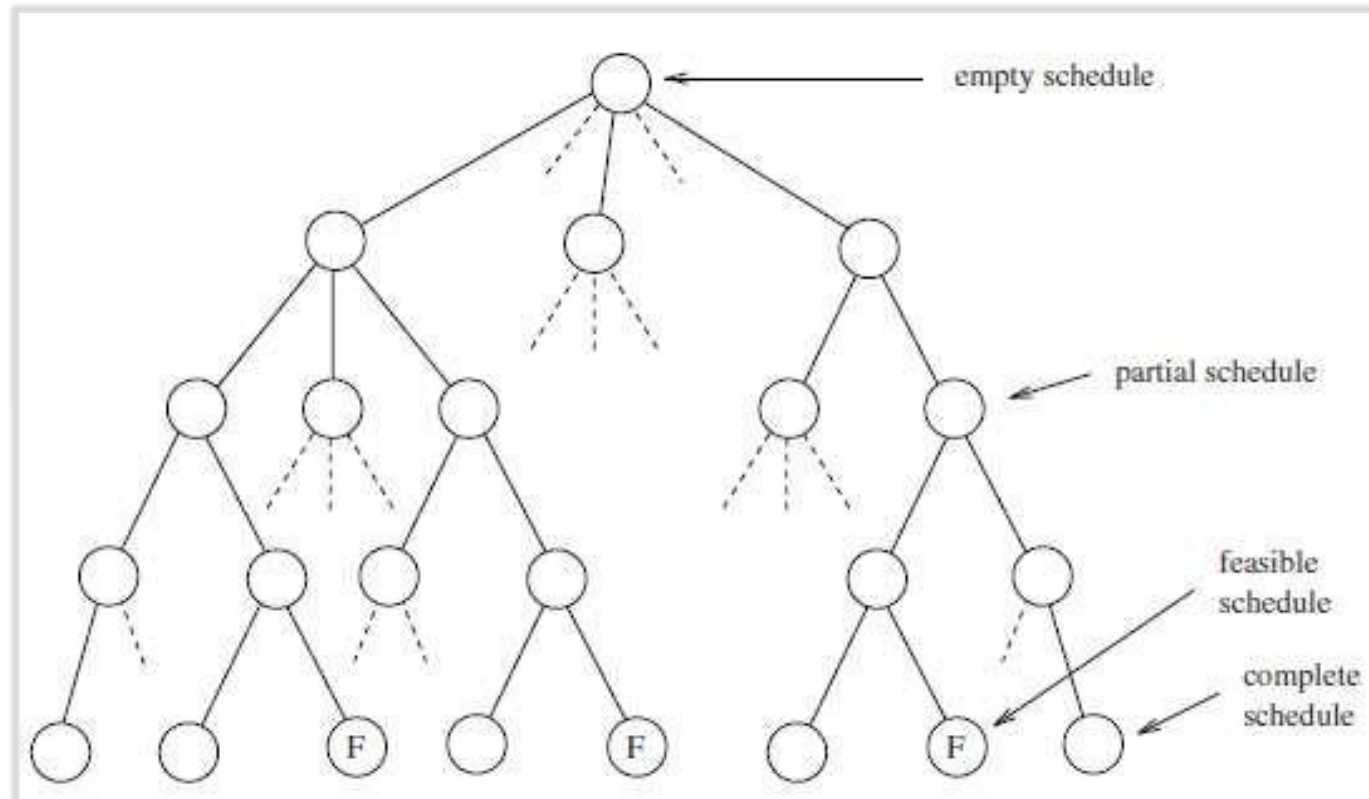 empty schedule
partial schedule
feasible
schedule
complete
schedule
F
F
F